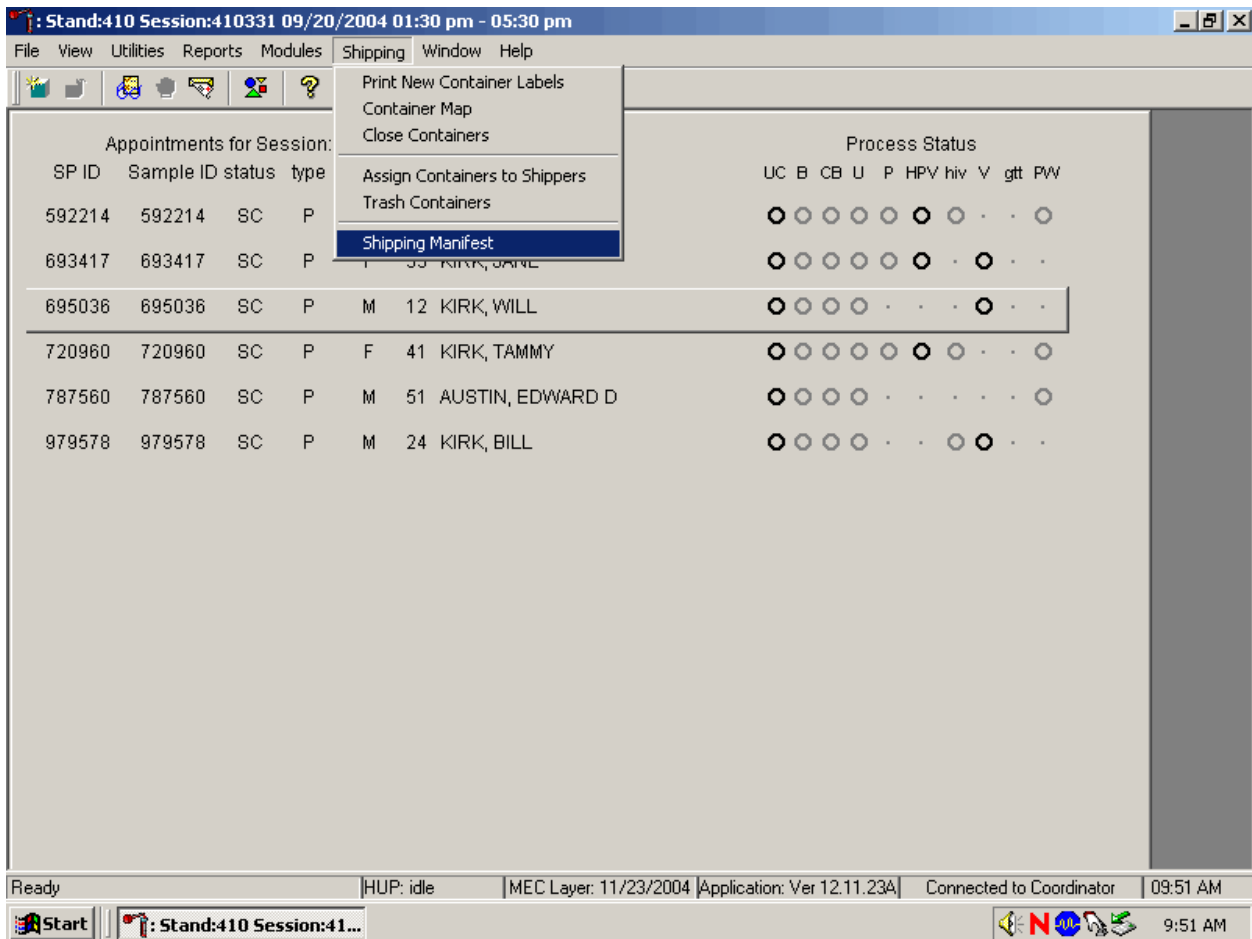 : Stand:410 Session:410331 09/20/2004 01:30 pm - 05:30 pm
File View Utilities Reports Modules Shipping Window Help
Print New Container Labels
Container Map
Close Containers
Assign Containers to Shippers
Trash Containers
Shipping Manifest
Appointments for Session: Process Status
SP ID Sample ID status type UC B CB U P HPV hiv V gtt PW
592214 592214 SC P
693417 693417 SC P KIRK, JANE
695036 695036 SC P M 12 KIRK, WILL
720960 720960 SC P F 41 KIRK, TAMMY
787560 787560 SC P M 51 AUSTIN, EDWARD D
979578 979578 SC P M 24 KIRK, BILL
Ready HUP: idle MEC Layer: 11/23/2004 Application: Ver 12.11.23A Connected to Coordinator 09:51 AM
Start : Stand:410 Session:41... N 9:51 AM